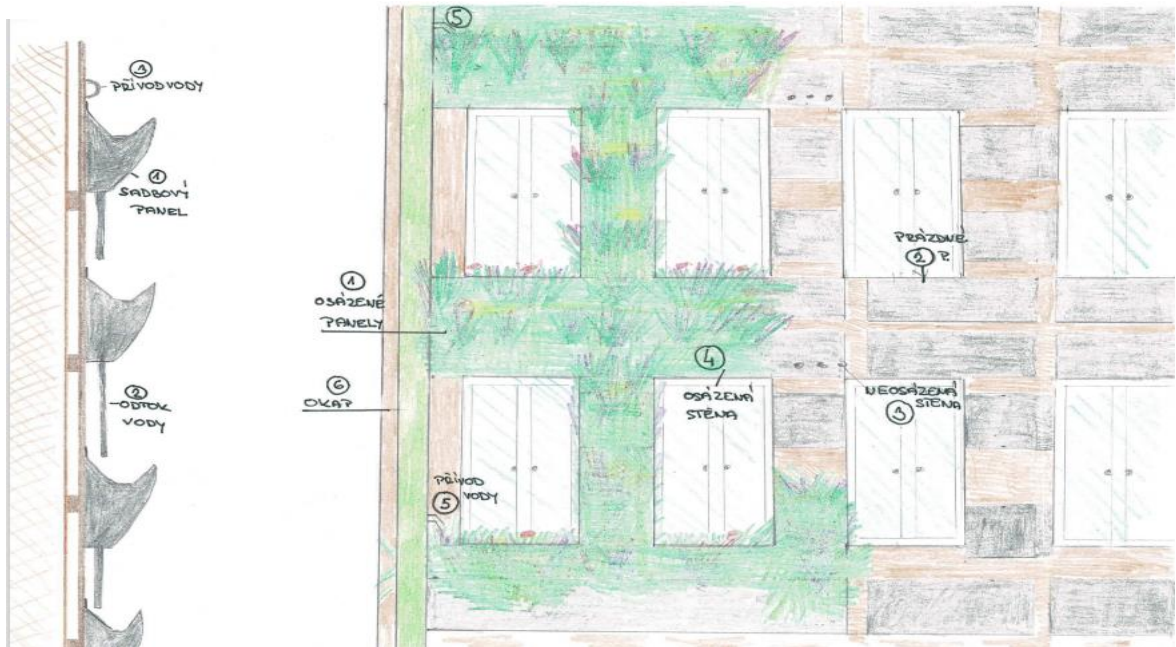 ③
PŘÍVOD VODY
①
SADBOVÝ
PANEL
②
ODTOK
VODY
⑤
①
OSÁZENÉ
PANELY
⑥
OKAP
PRÁZDNÉ
② P.
④
OSÁZENÁ
STĚNA
NEOSÁZENÁ
STĚNA
③
PŘÍVOD
VODY
⑤